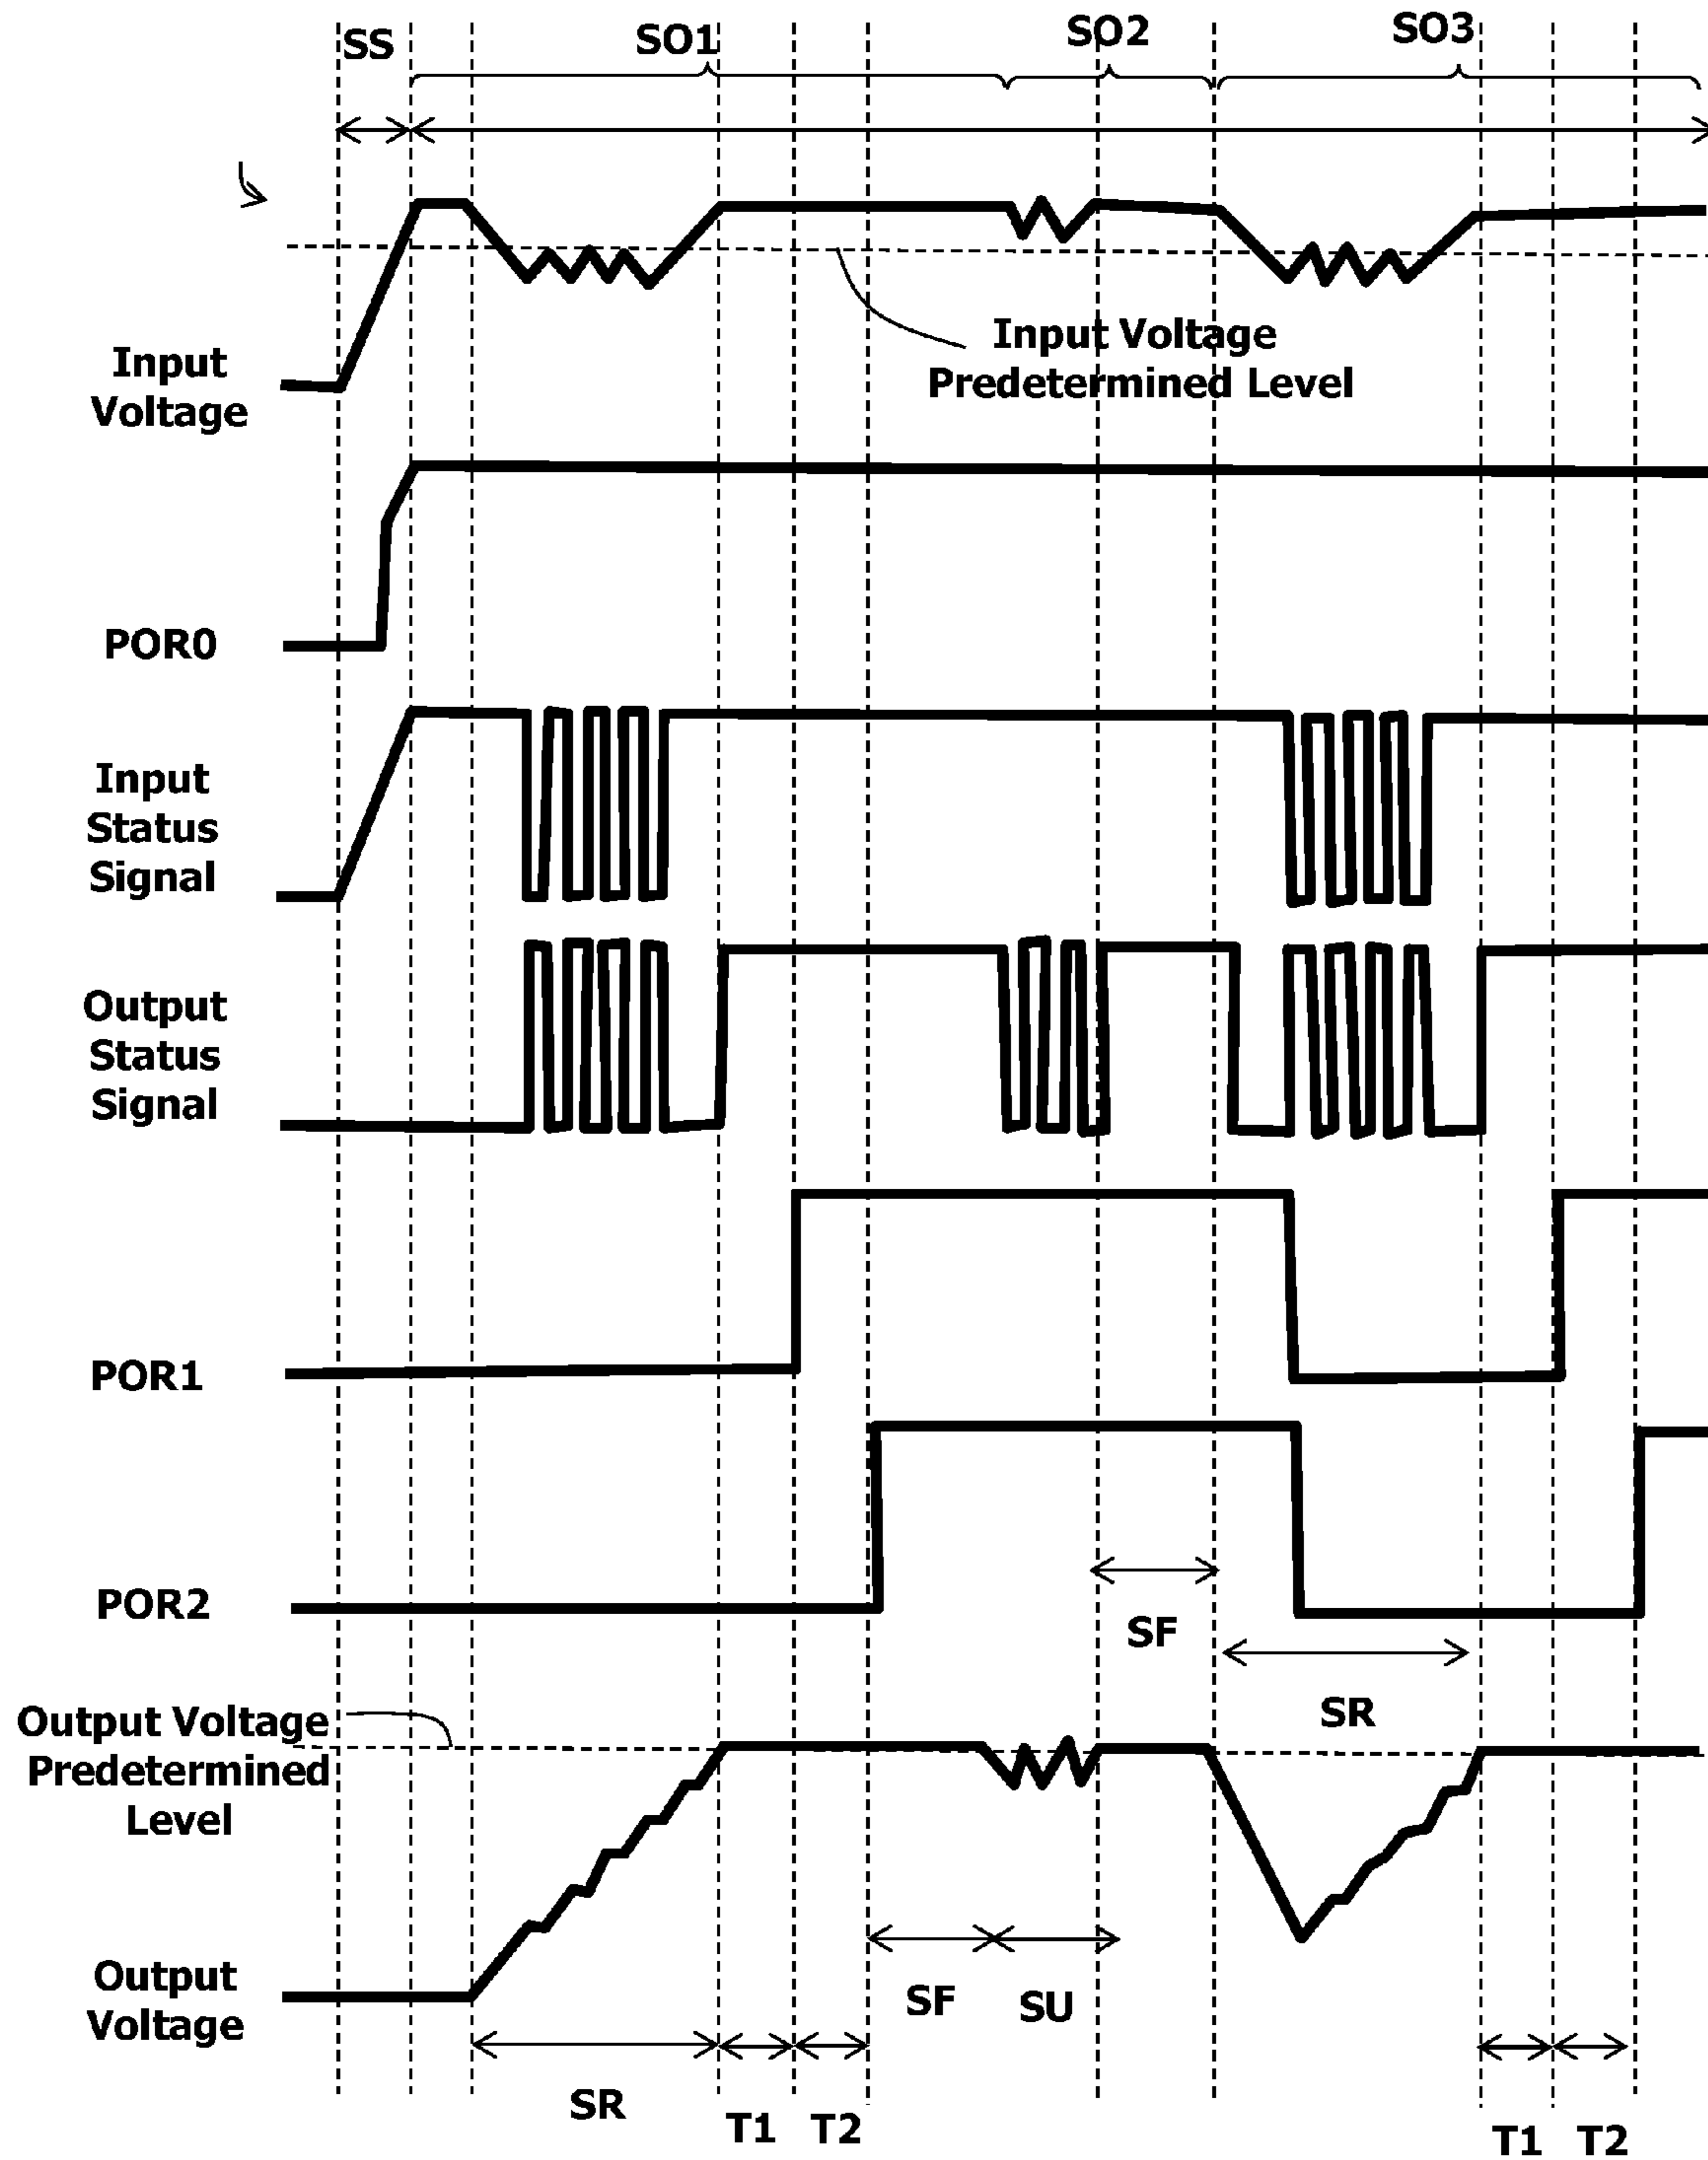 SS
SO1
SO2
SO3
Input Voltage
Predetermined Level
Input
Voltage
POR0
Input
Status
Signal
Output
Status
Signal
POR1
POR2
SF
SR
Output Voltage
Predetermined
Level
SF
SU
Output
Voltage
SR
T1
T2
T1
T2